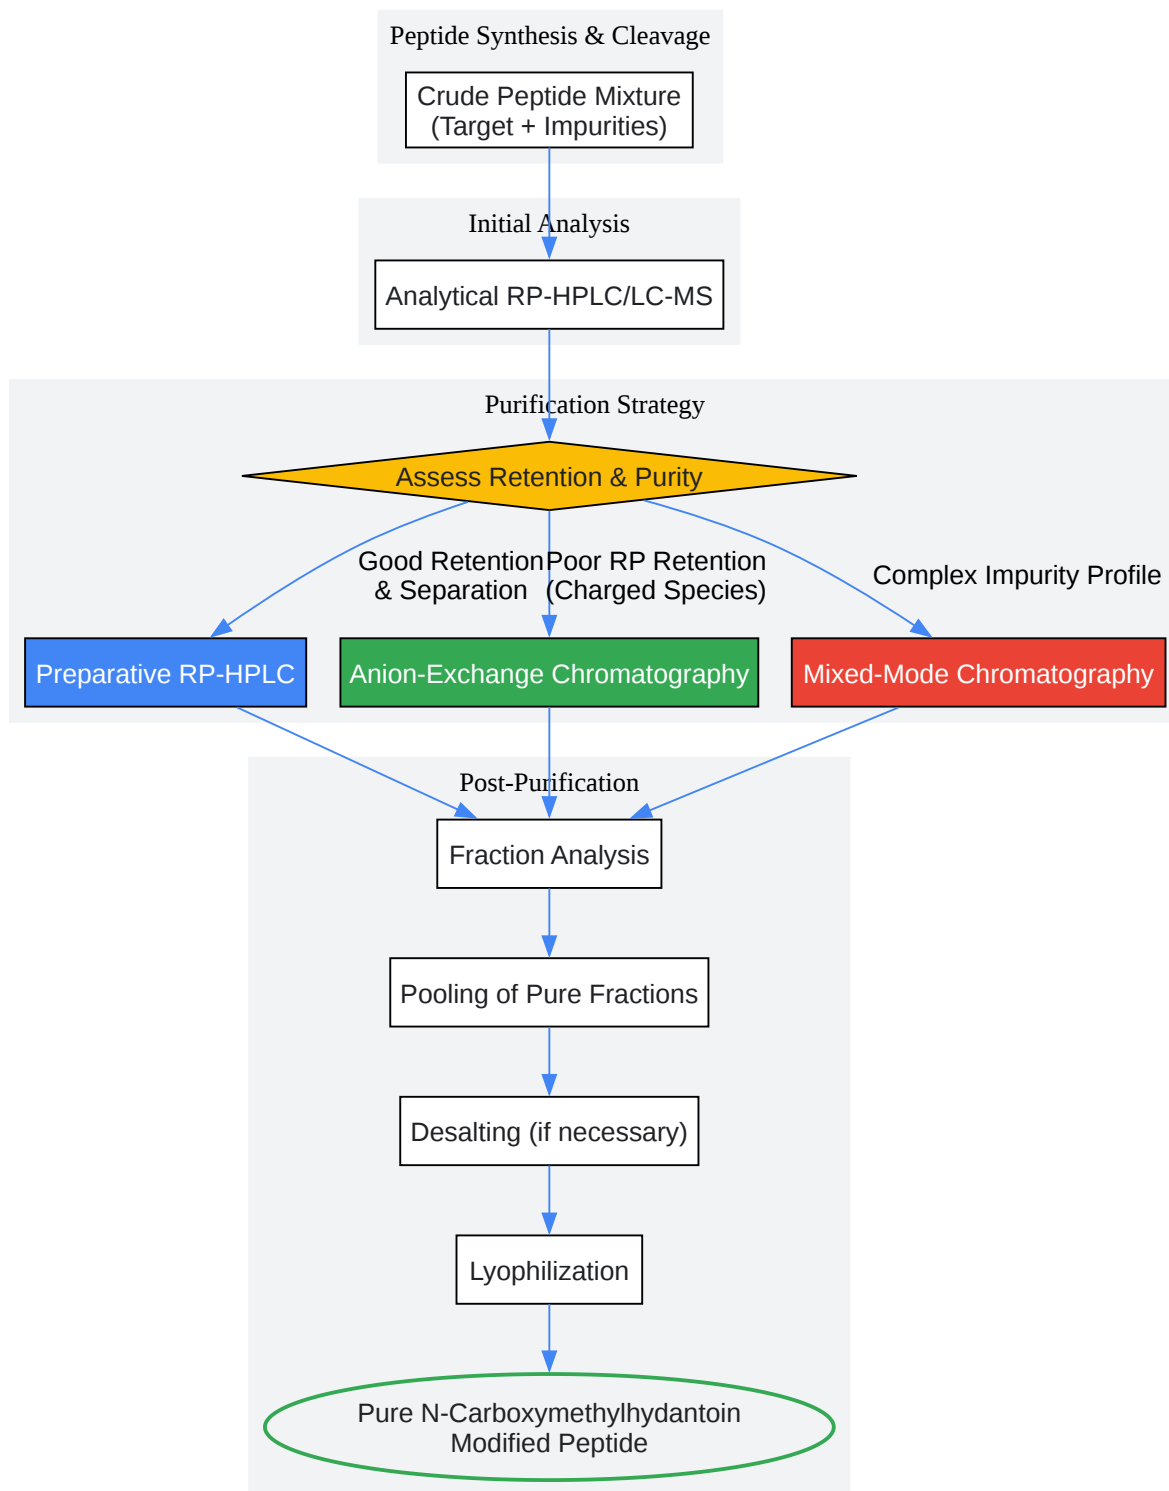 Peptide Synthesis & Cleavage
Crude Peptide Mixture
(Target + Impurities)
Initial Analysis
Analytical RP-HPLC/LC-MS
Purification Strategy
Assess Retention & Purity
Good Retention
& Separation
Poor RP Retention
(Charged Species)
Complex Impurity Profile
Preparative RP-HPLC
Anion-Exchange Chromatography
Mixed-Mode Chromatography
Post-Purification
Fraction Analysis
Pooling of Pure Fractions
Desalting (if necessary)
Lyophilization
Pure N-Carboxymethylhydantoin
Modified Peptide